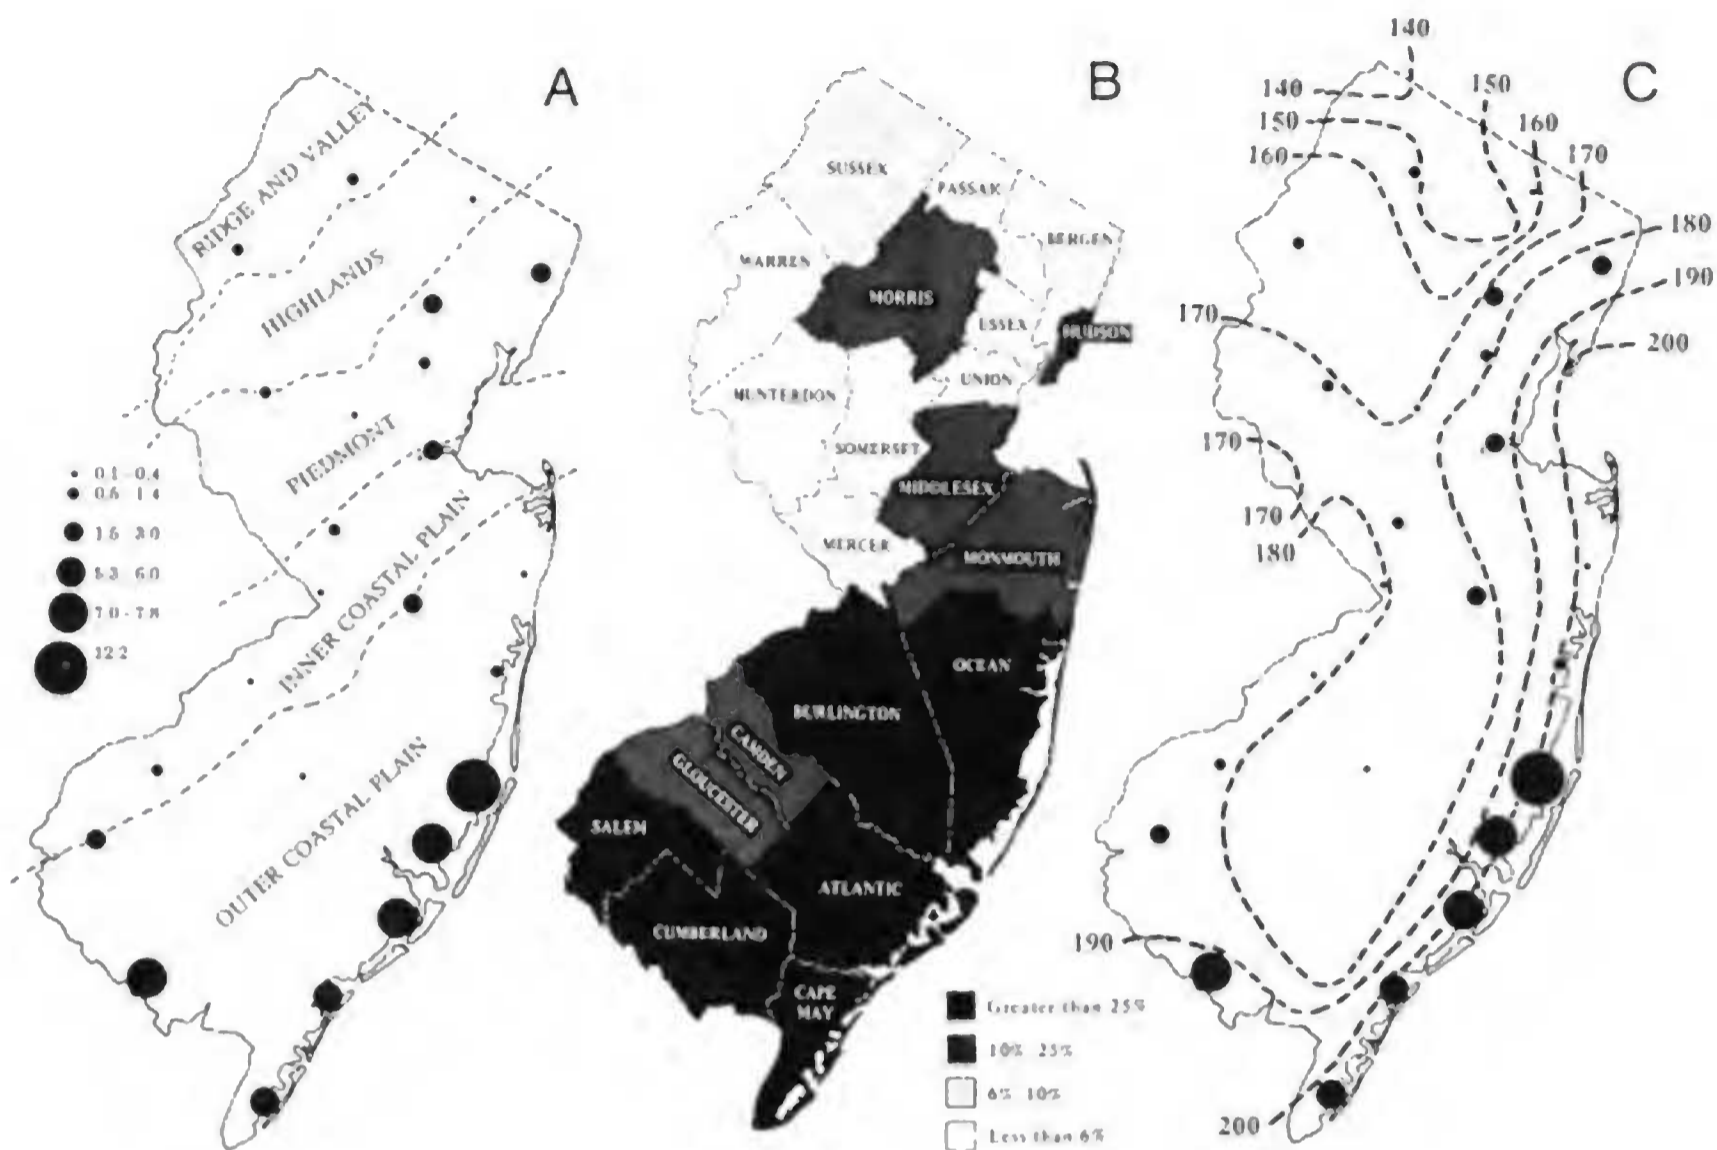 A
RIDGE AND VALLEY
HIGHLANDS
PIEDMONT
INNER COASTAL PLAIN
OUTER COASTAL PLAIN
0.1 - 0.4
0.6 - 1.4
1.5 - 3.0
5.3 - 6.0
7.0 - 7.8
12.2
B
SUSSEX
PASSAIC
BERGEN
WARREN
MORRIS
ESSEX
HUDSON
UNION
HUNTERDON
SOMERSET
MIDDLESEX
MERCER
MONMOUTH
OCEAN
BURLINGTON
CAMDEN
GLOUCESTER
SALEM
ATLANTIC
CUMBERLAND
CAPE
MAY
Greater than 25%
10% - 25%
6% - 10%
Less than 6%
C
140
140
150
150
160
160
170
180
190
170
200
170
170
180
190
200